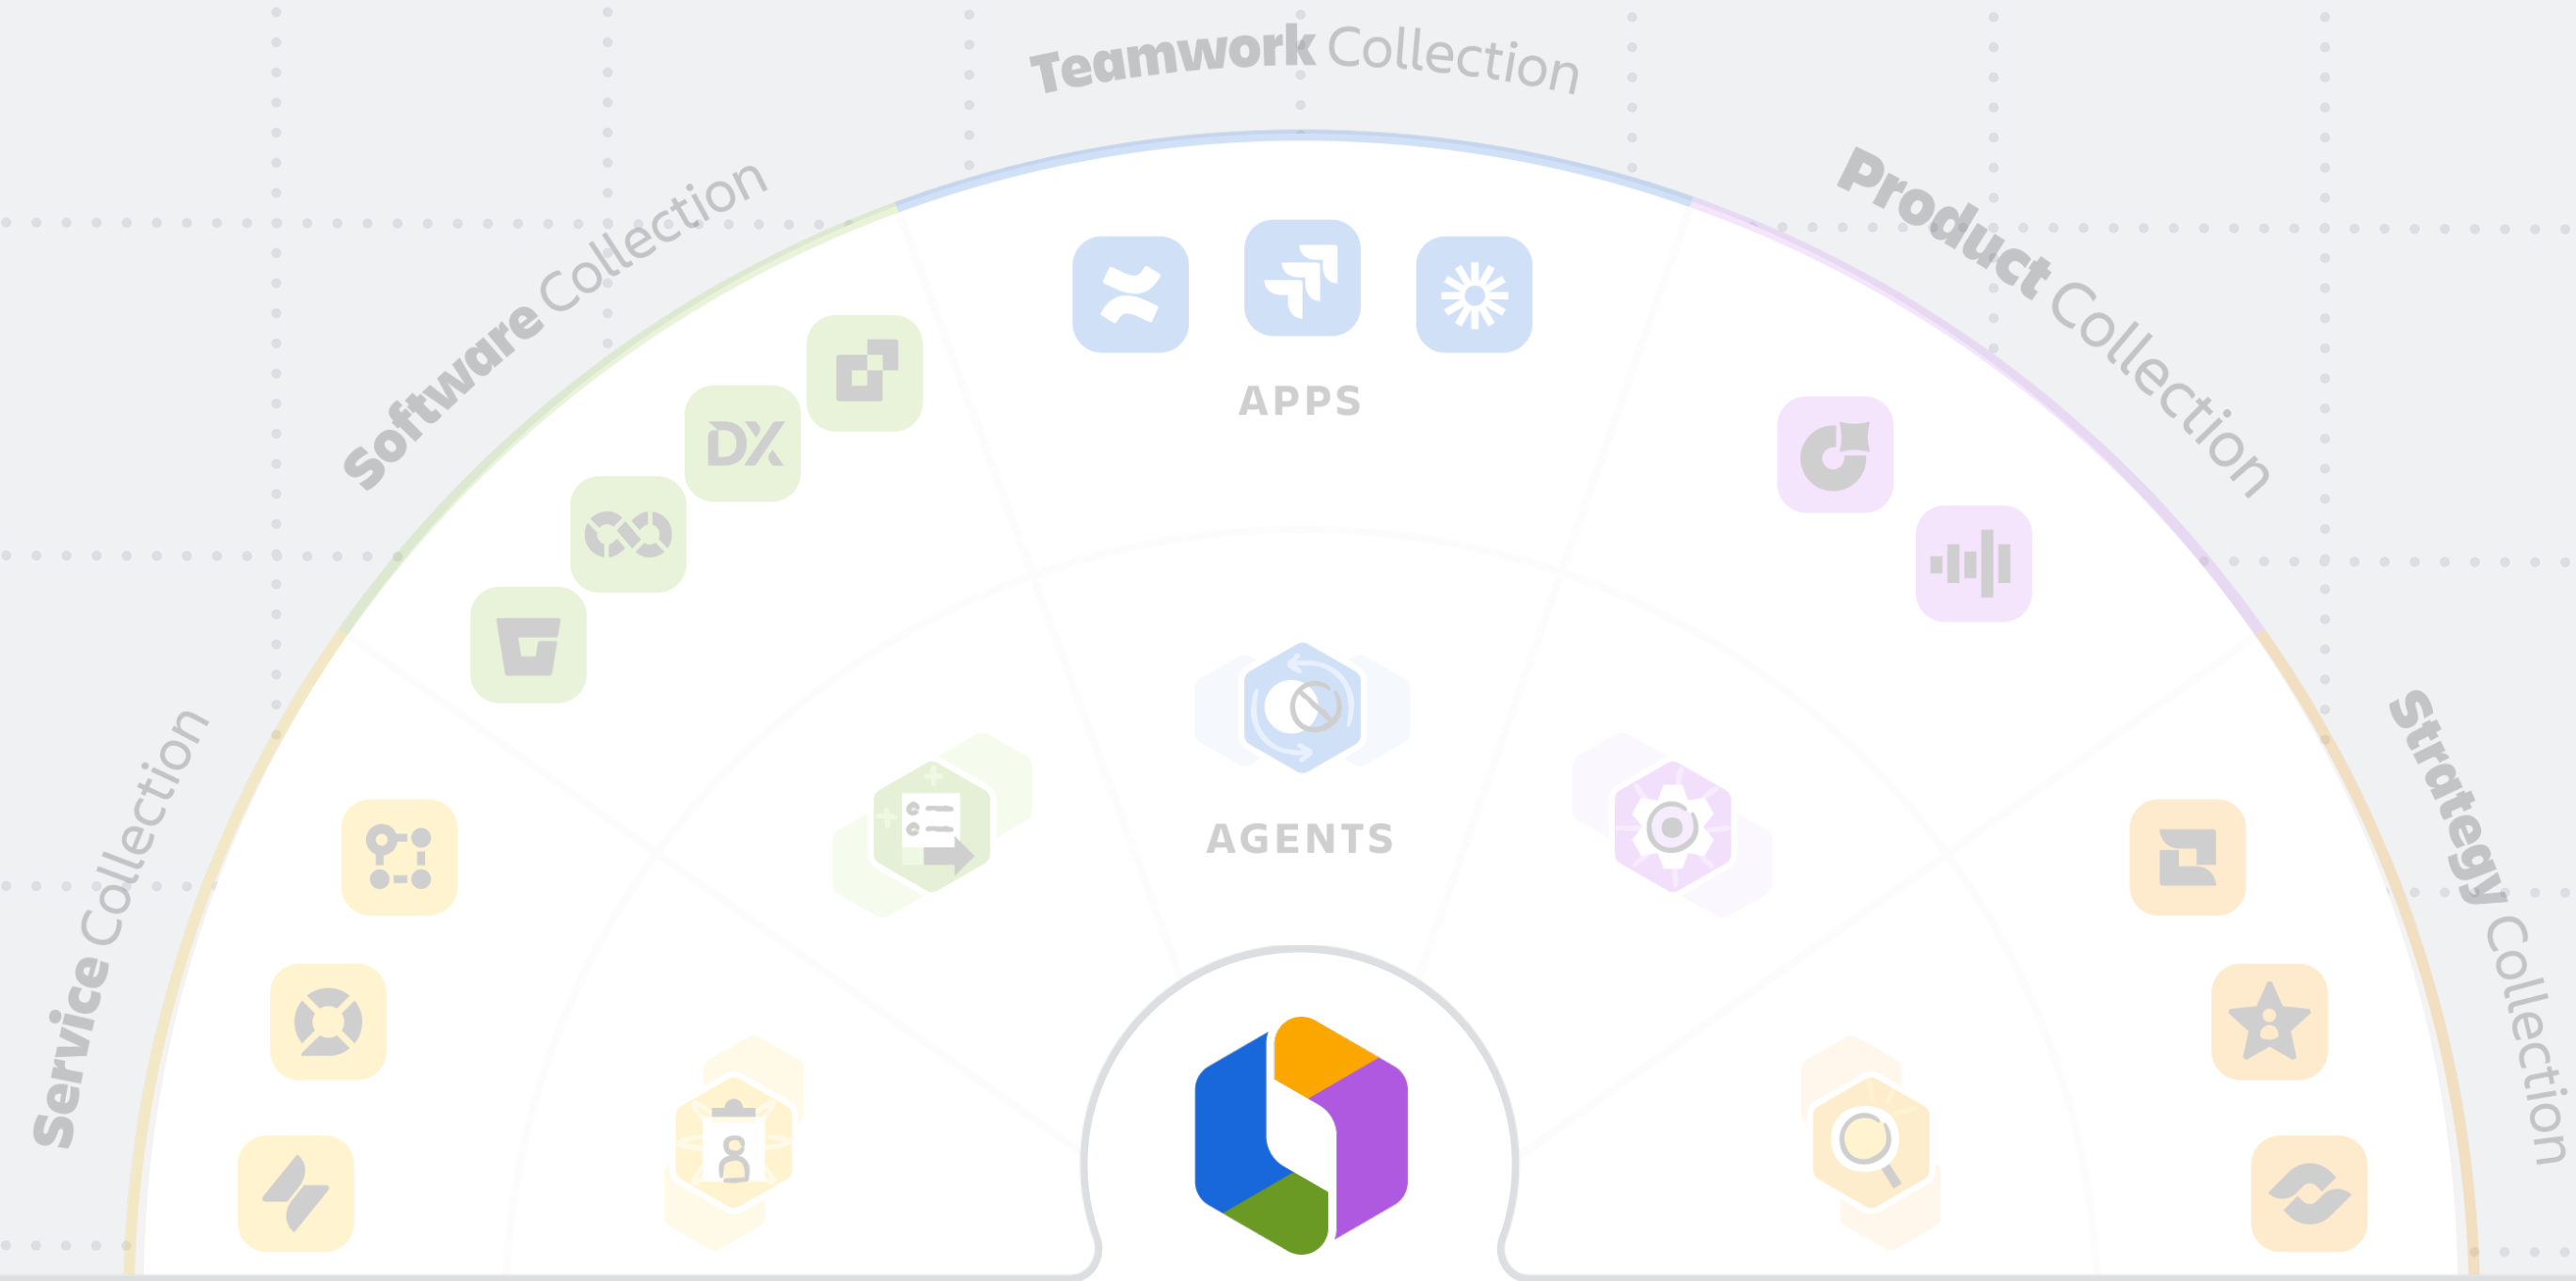 Teamwork Collection
Software Collection
Product Collection
Service Collection
Strategy Collection
APPS
DX
AGENTS